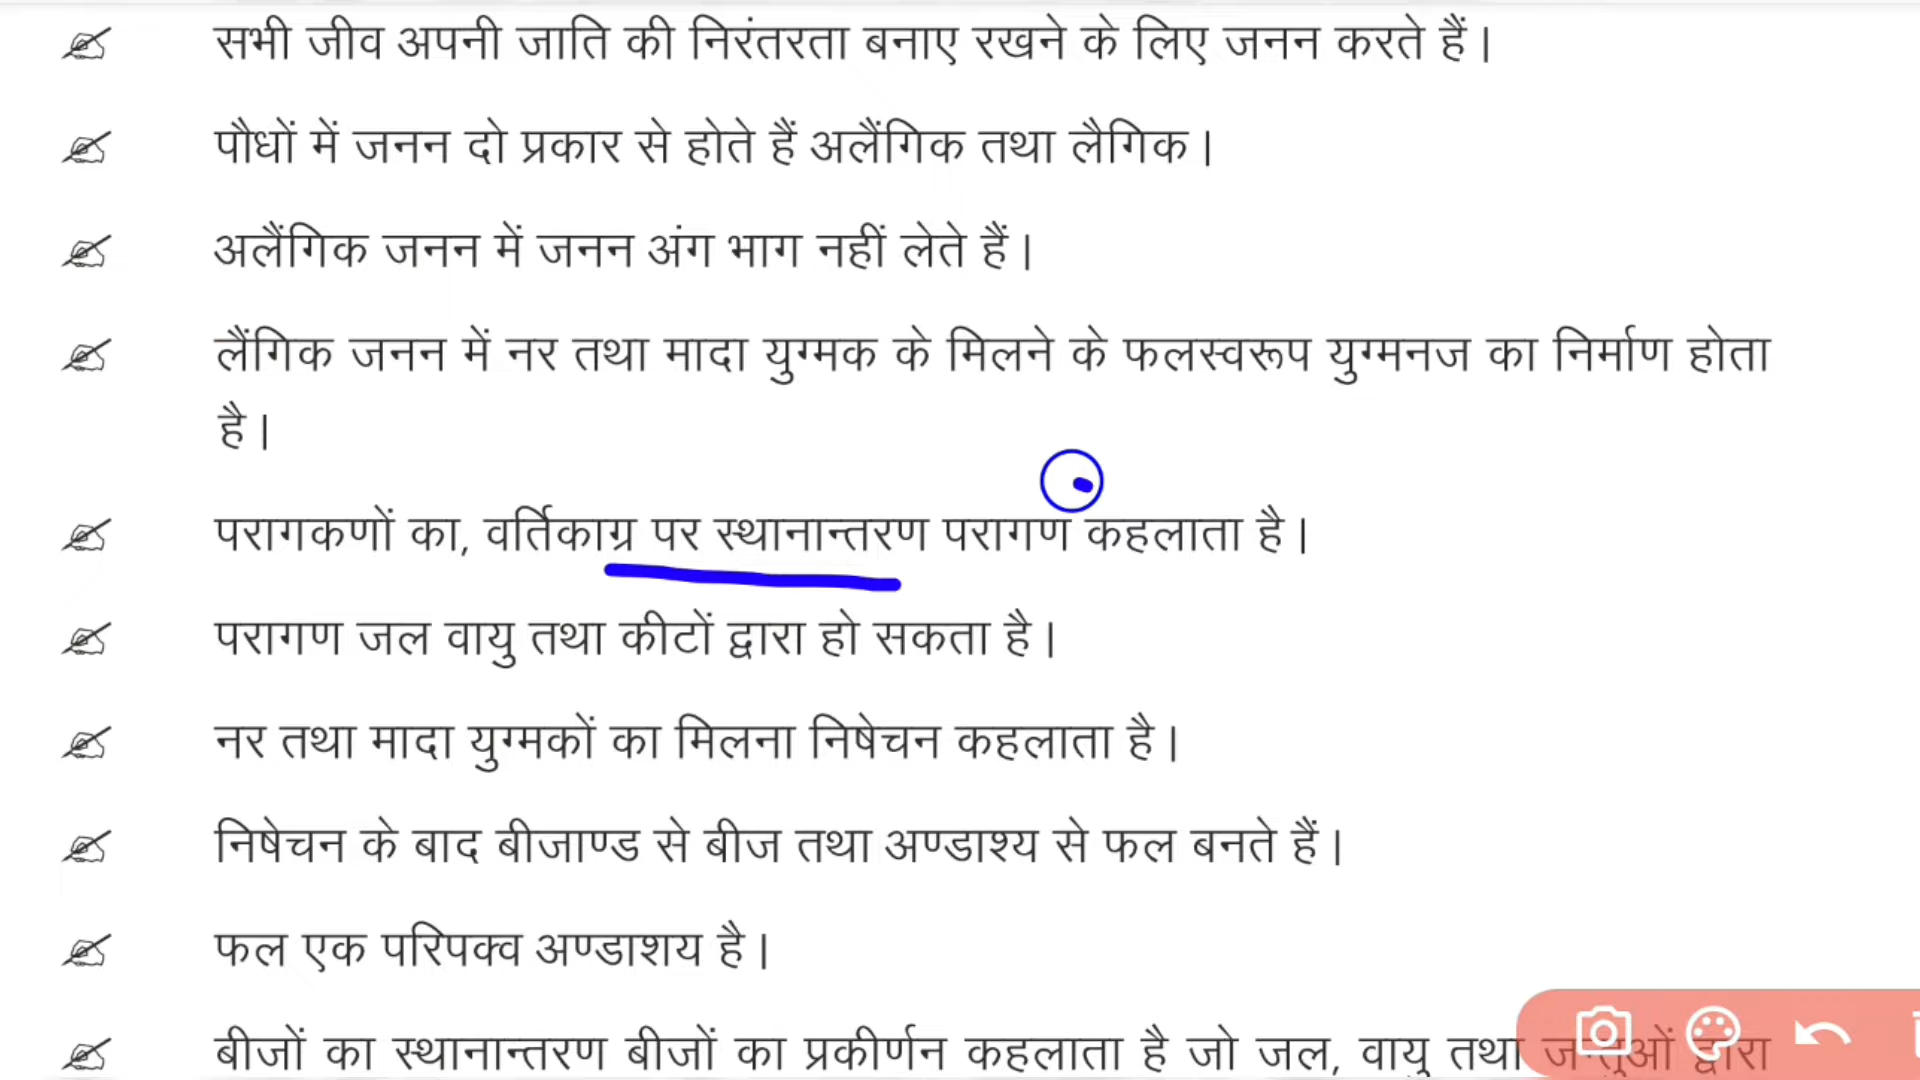 सभी जीव अपनी जाति की निरंतरता बनाए रखने के लिए जनन करते हैं।
पौधों में जनन दो प्रकार से होते हैं अलैंगिक तथा लैगिक।
अलैंगिक जनन में जनन अंग भाग नहीं लेते हैं।
लैंगिक जनन में नर तथा मादा युग्मक के मिलने के फलस्वरूप युग्मनज का निर्माण होता
है।
परागकणों का, वर्तिकाग्र पर स्थानान्तरण परागण कहलाता है।
परागण जल वायु तथा कीटों द्वारा हो सकता है।
नर तथा मादा युग्मकों का मिलना निषेचन कहलाता है।
निषेचन के बाद बीजाण्ड से बीज तथा अण्डाश्य से फल बनते हैं।
फल एक परिपक्व अण्डाशय है।
बीजों का स्थानान्तरण बीजों का प्रकीर्णन कहलाता है जो जल, वायु तथा जन्तुओं द्वारा